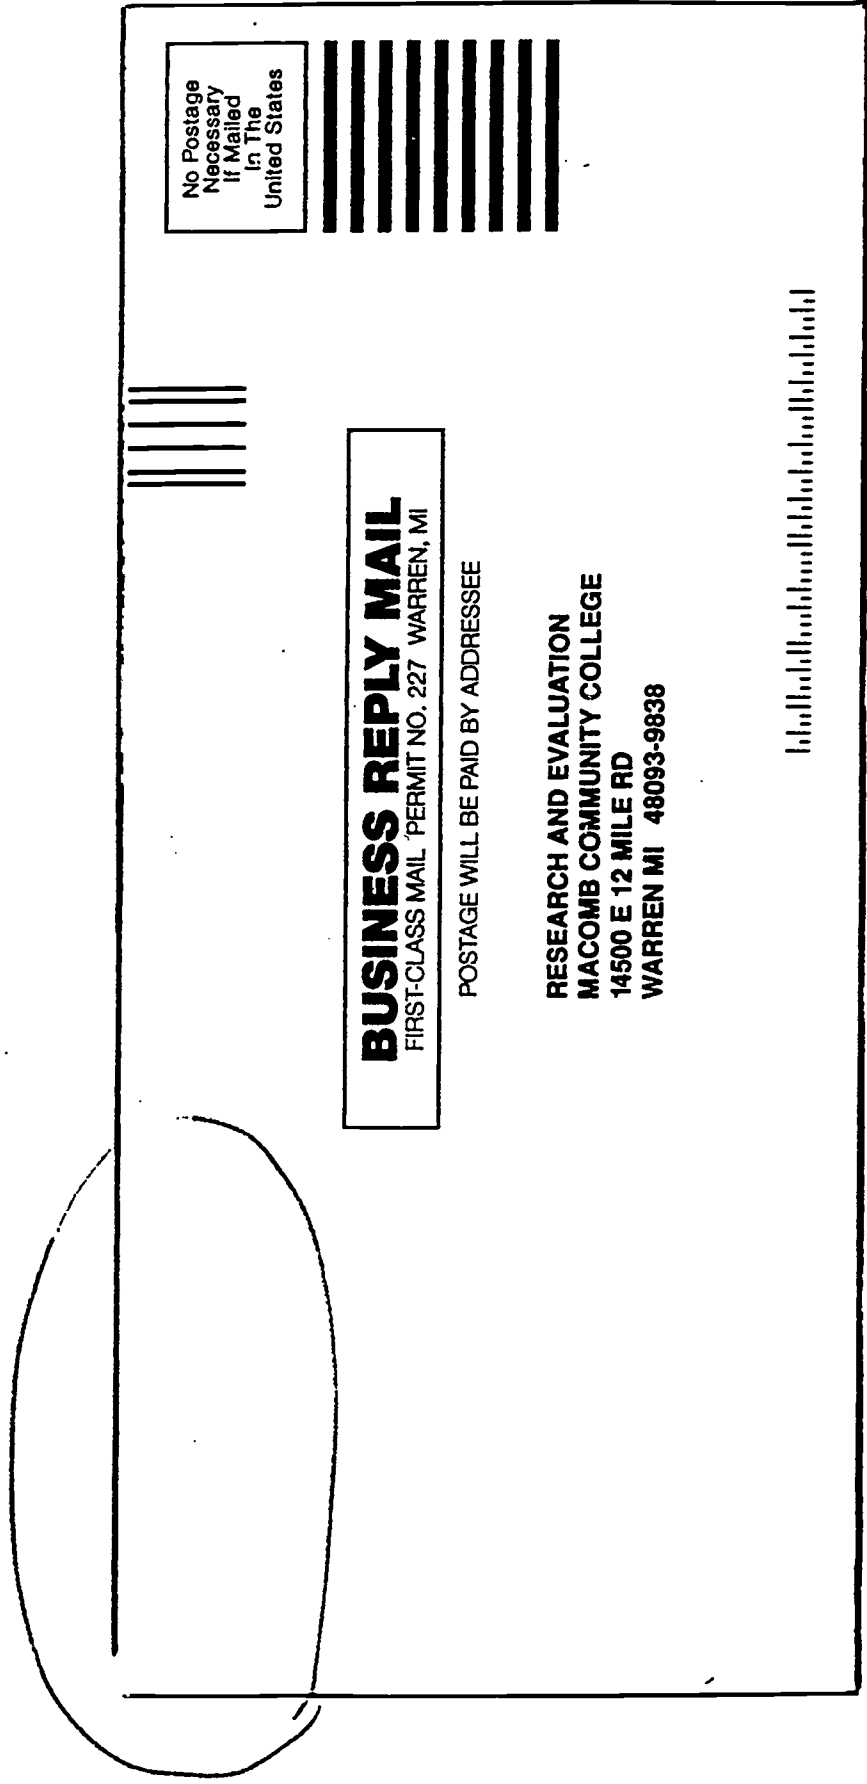 No Postage
Necessary
If Mailed
In The
United States
BUSINESS REPLY MAIL
FIRST-CLASS MAIL PERMIT NO. 227 WARREN, MI
POSTAGE WILL BE PAID BY ADDRESSEE
RESEARCH AND EVALUATION
MACOMB COMMUNITY COLLEGE
14500 E 12 MILE RD
WARREN MI 48093-9838